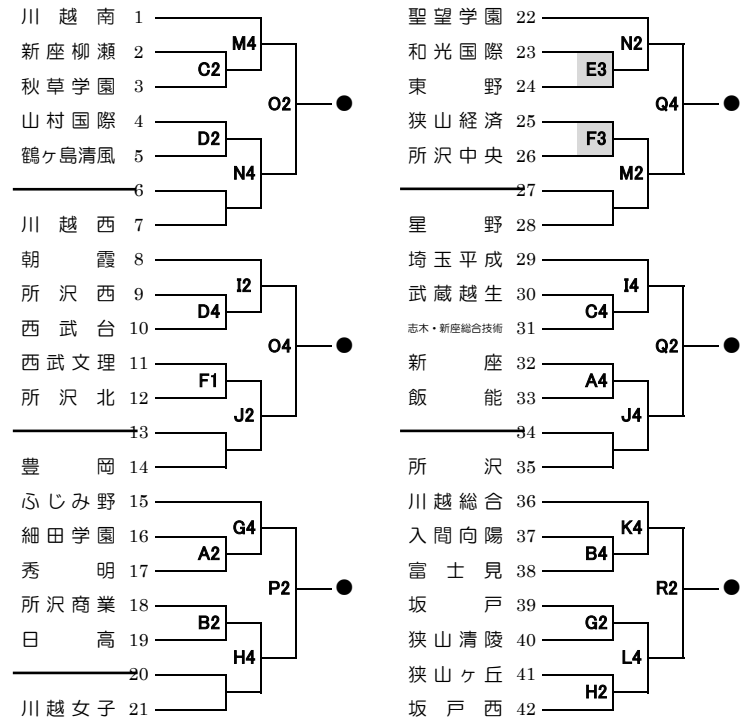 川越南 1
M4
新座柳瀬 2
C2
秋草学園 3
O2
山村国際 4
D2
鶴ヶ島清風 5
N4
6
川越西 7
朝霞 8
I2
所沢西 9
D4
西武台 10
O4
西武文理 11
F1
所沢北 12
J2
13
豊岡 14
ふじみ野 15
G4
細田学園 16
A2
秀明 17
P2
所沢商業 18
B2
日高 19
H4
20
川越女子 21
聖望学園 22
N2
和光国際 23
E3
東野 24
Q4
狭山経済 25
F3
所沢中央 26
M2
27
星野 28
埼玉平成 29
I4
武蔵越生 30
C4
志木・新座総合技術 31
Q2
新座 32
A4
飯能 33
J4
34
所沢 35
川越総合 36
K4
入間向陽 37
B4
富士見 38
R2
坂戸 39
G2
狭山清陵 40
L4
狭山ヶ丘 41
H2
坂戸西 42